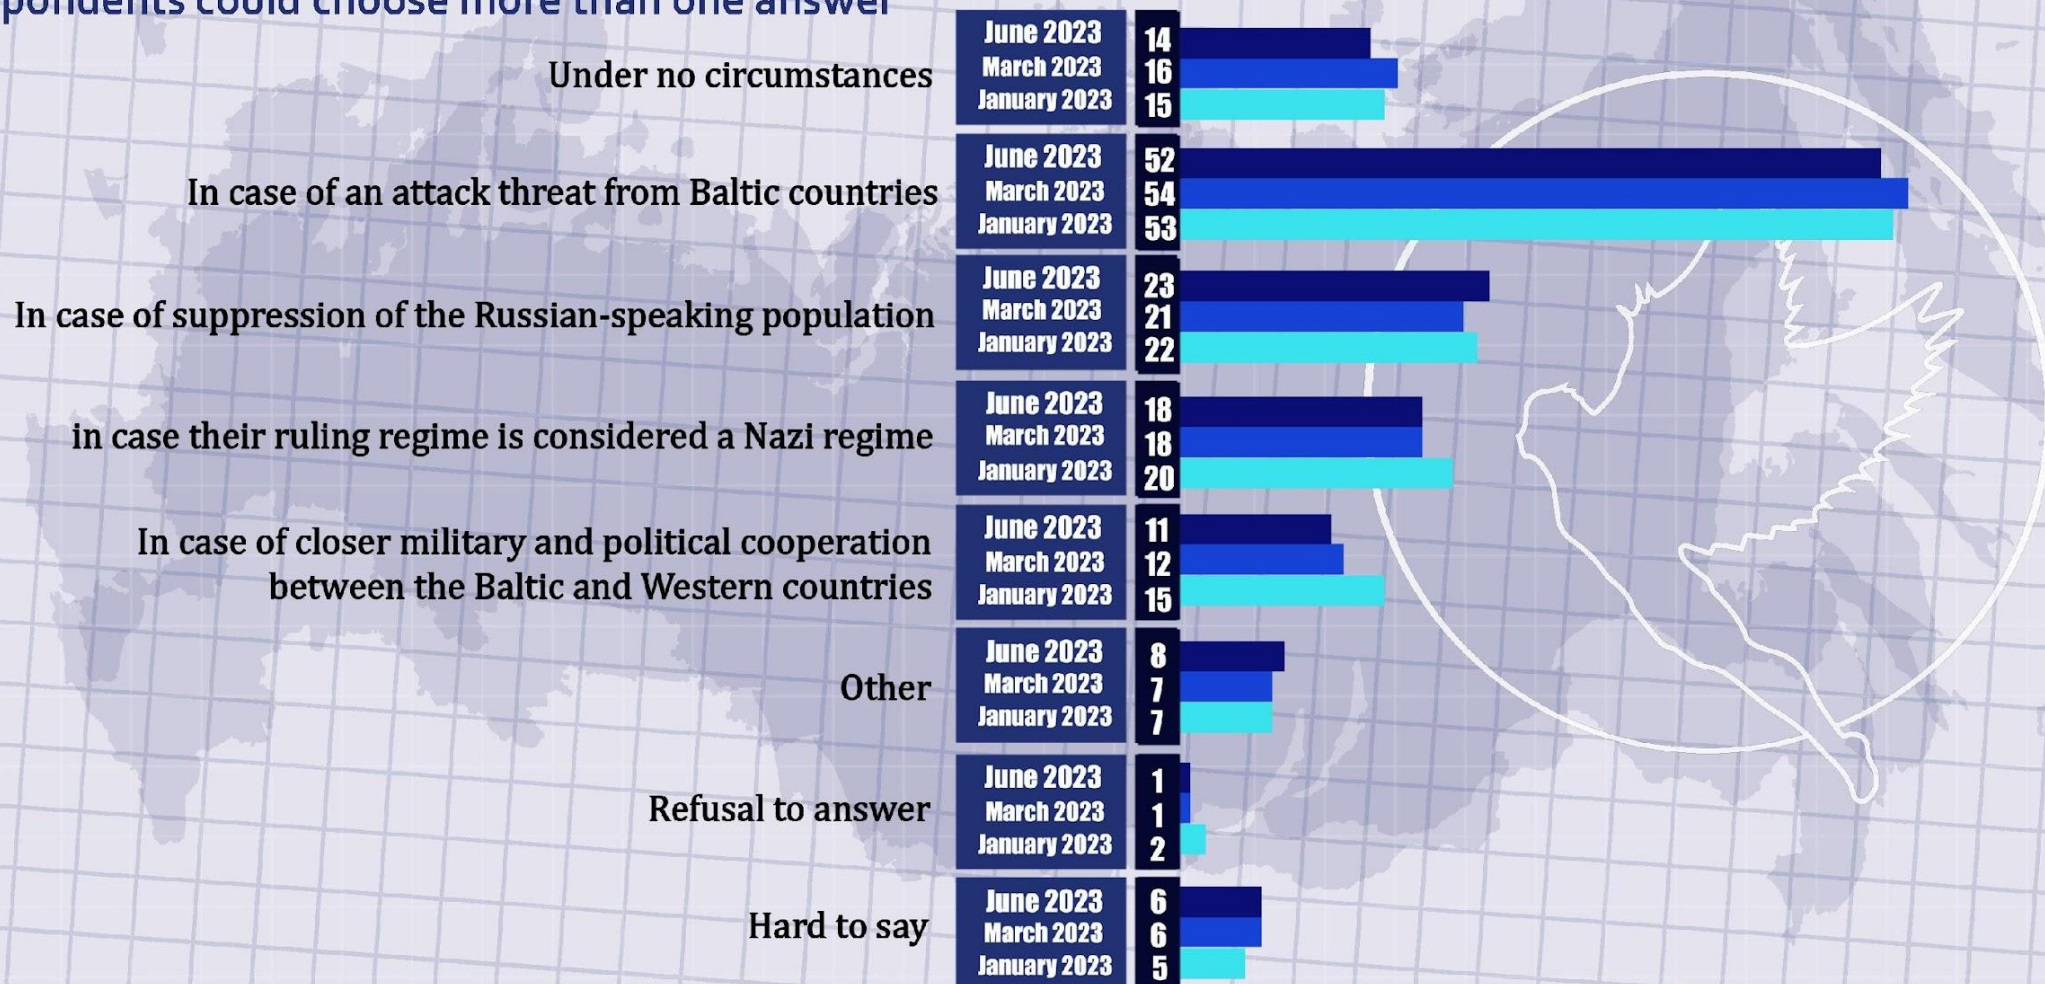 could choose more than one answer
Under no circumstances
June 2023 14
March 2023 16
January 2023 15
In case of an attack threat from Baltic countries
June 2023 52
March 2023 54
January 2023 53
In case of suppression of the Russian-speaking population
June 2023 23
March 2023 21
January 2023 22
in case their ruling regime is considered a Nazi regime
June 2023 18
March 2023 18
January 2023 20
In case of closer military and political cooperation
between the Baltic and Western countries
June 2023 11
March 2023 12
January 2023 15
Other
June 2023 8
March 2023 7
January 2023 7
Refusal to answer
June 2023 1
March 2023 1
January 2023 2
Hard to say
June 2023 6
March 2023 6
January 2023 5